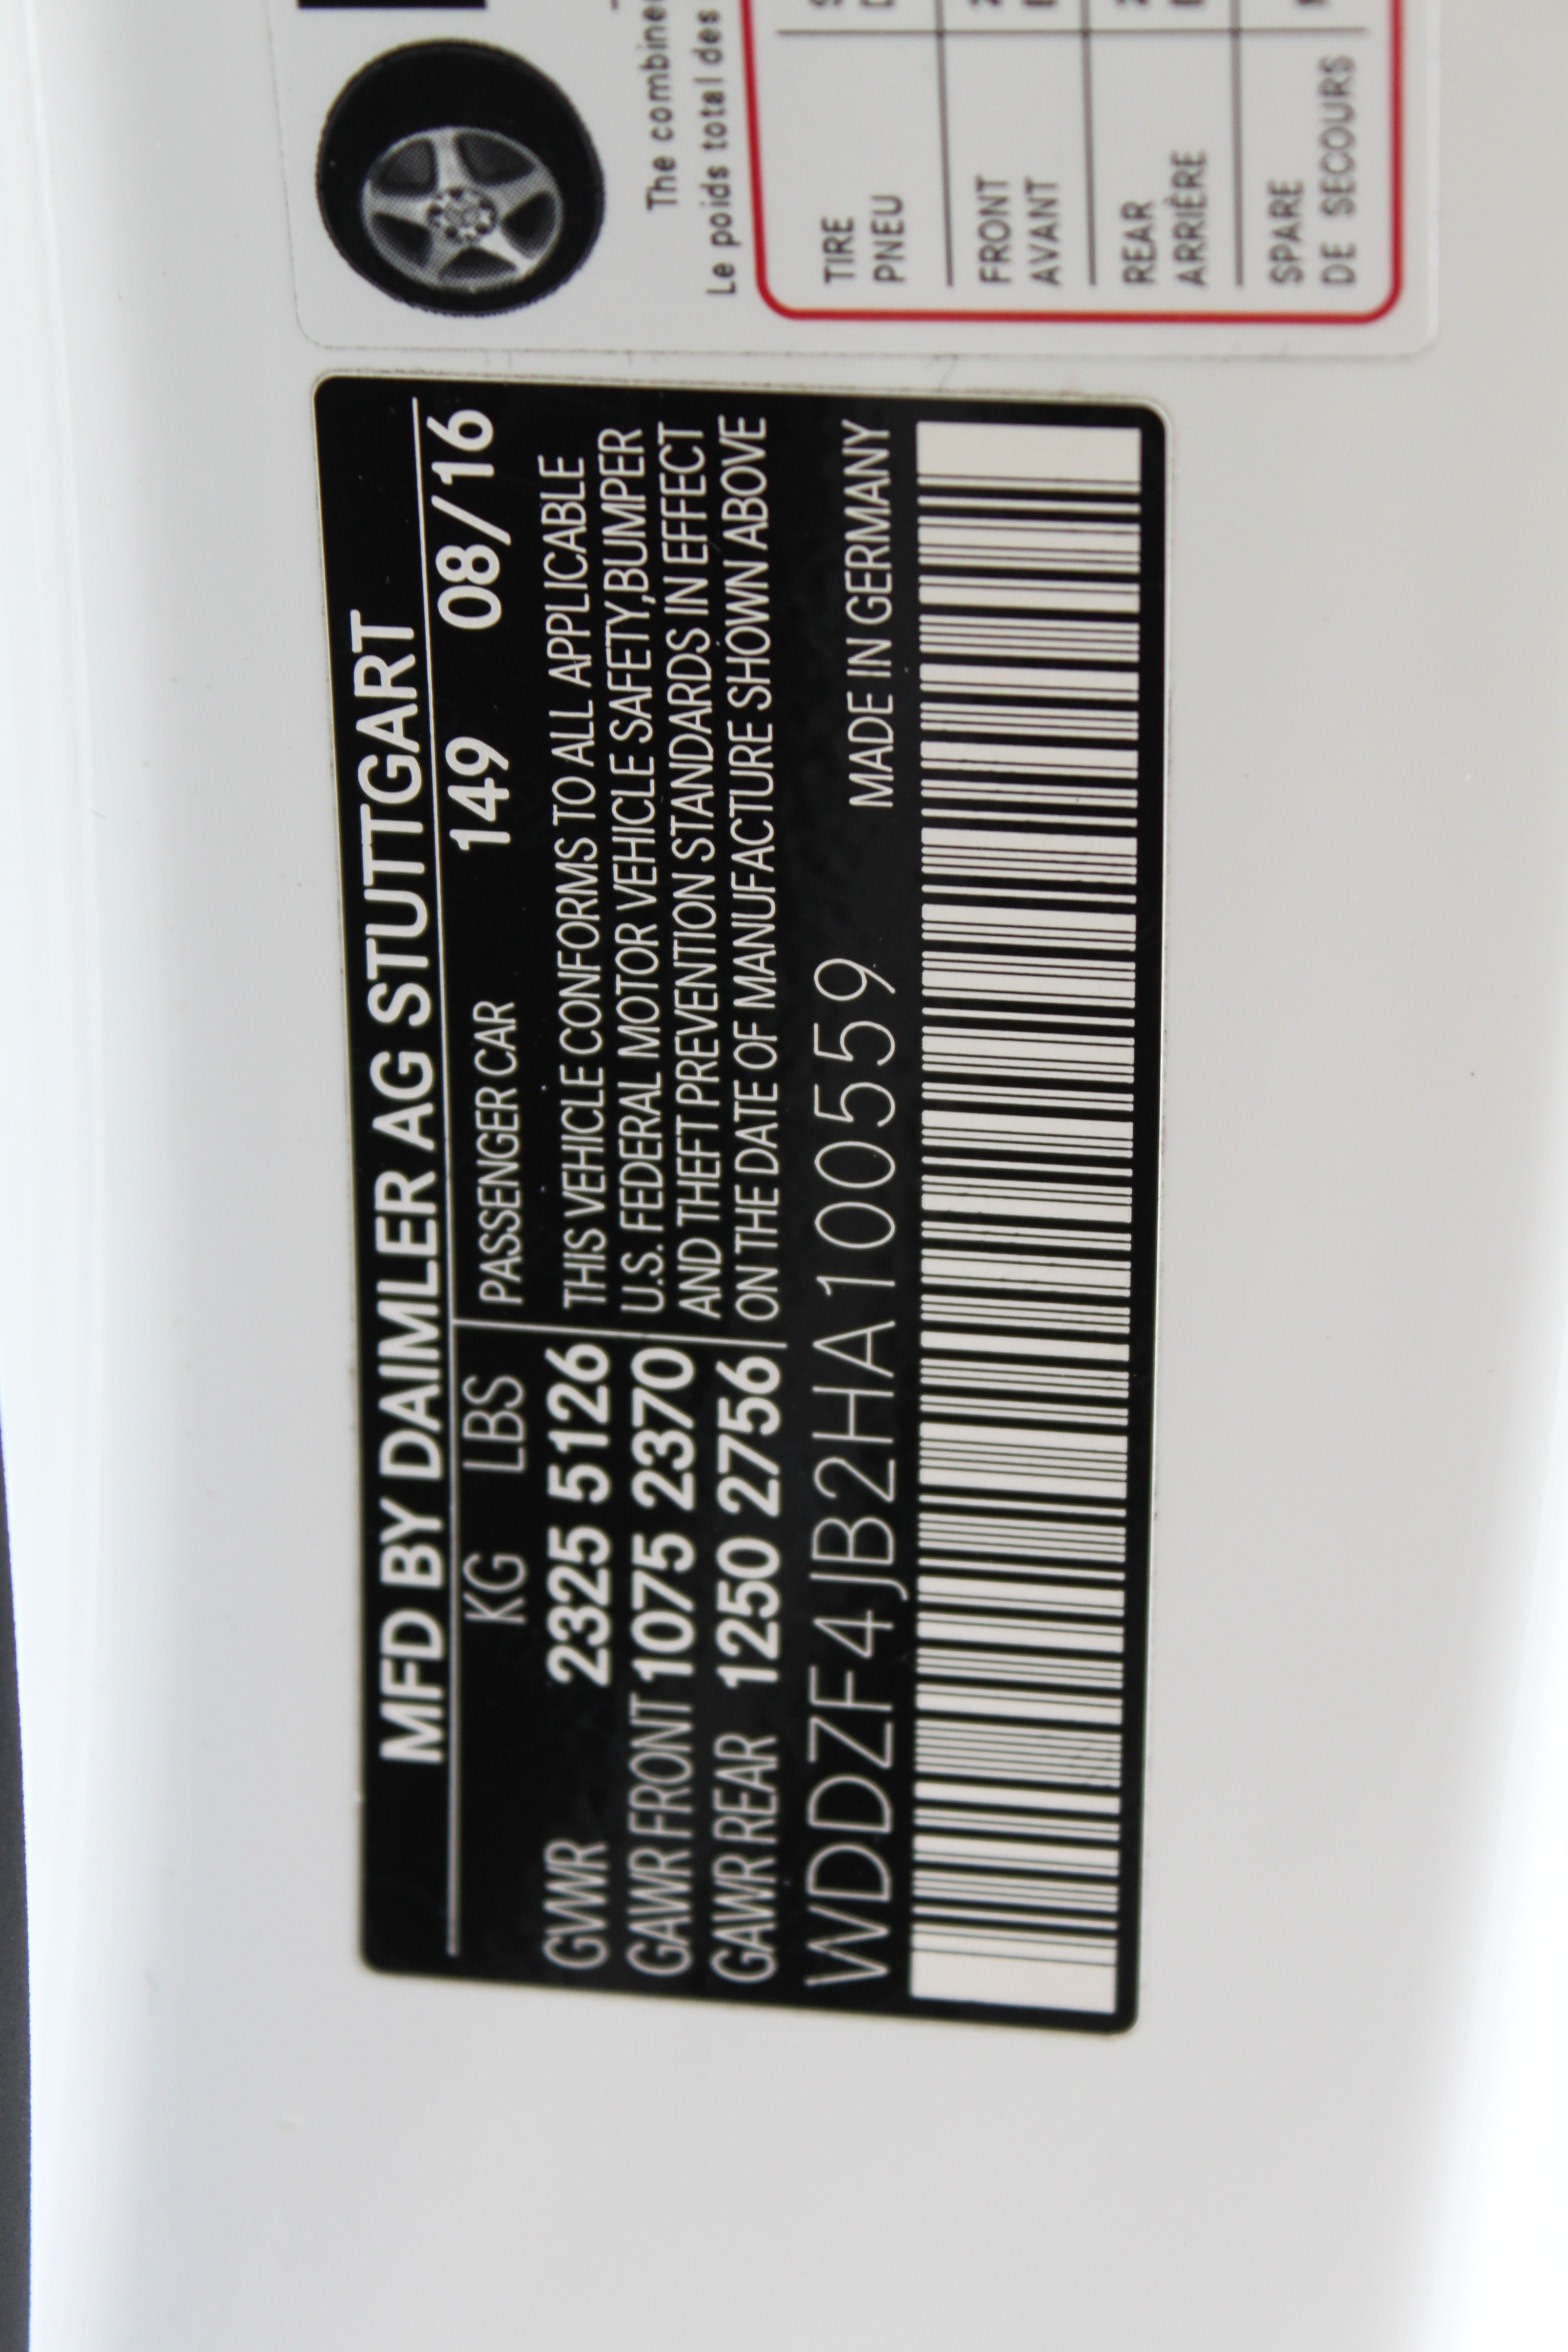 MFD BY DAIMLER AG STUTTGART
KG LBS PASSENGER CAR 149 08/16
GVWR 2325 5126
GAWR FRONT 1075 2370
GAWR REAR 1250 2756
THIS VEHICLE CONFORMS TO ALL APPLICABLE
U.S. FEDERAL MOTOR VEHICLE SAFETY,BUMPER
AND THEFT PREVENTION STANDARDS IN EFFECT
ON THE DATE OF MANUFACTURE SHOWN ABOVE
WDDZF4JB2HA100559 MADE IN GERMANY
The combine
Le poids total des
TIRE
PNEU
FRONT
AVANT
REAR
ARRIÈRE
SPARE
DE SECOURS